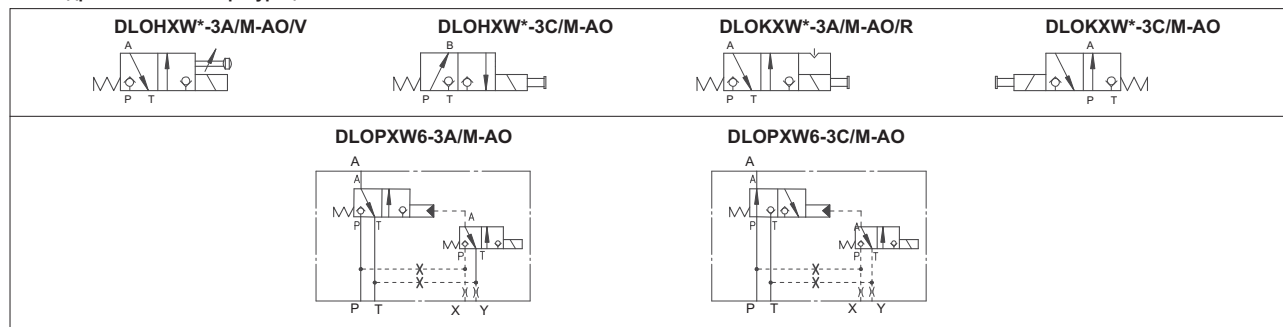 DLOHXW*-3A/M-AO/V DLOHXW*-3C/M-AO DLOKXW*-3A/M-AO/R DLOKXW*-3C/M-AO
A B A A
P T P T P T P T
DLOPXW6-3A/M-AO DLOPXW6-3C/M-AO
A A
A A
P T A P T A
P T P T
P T X Y P T X Y